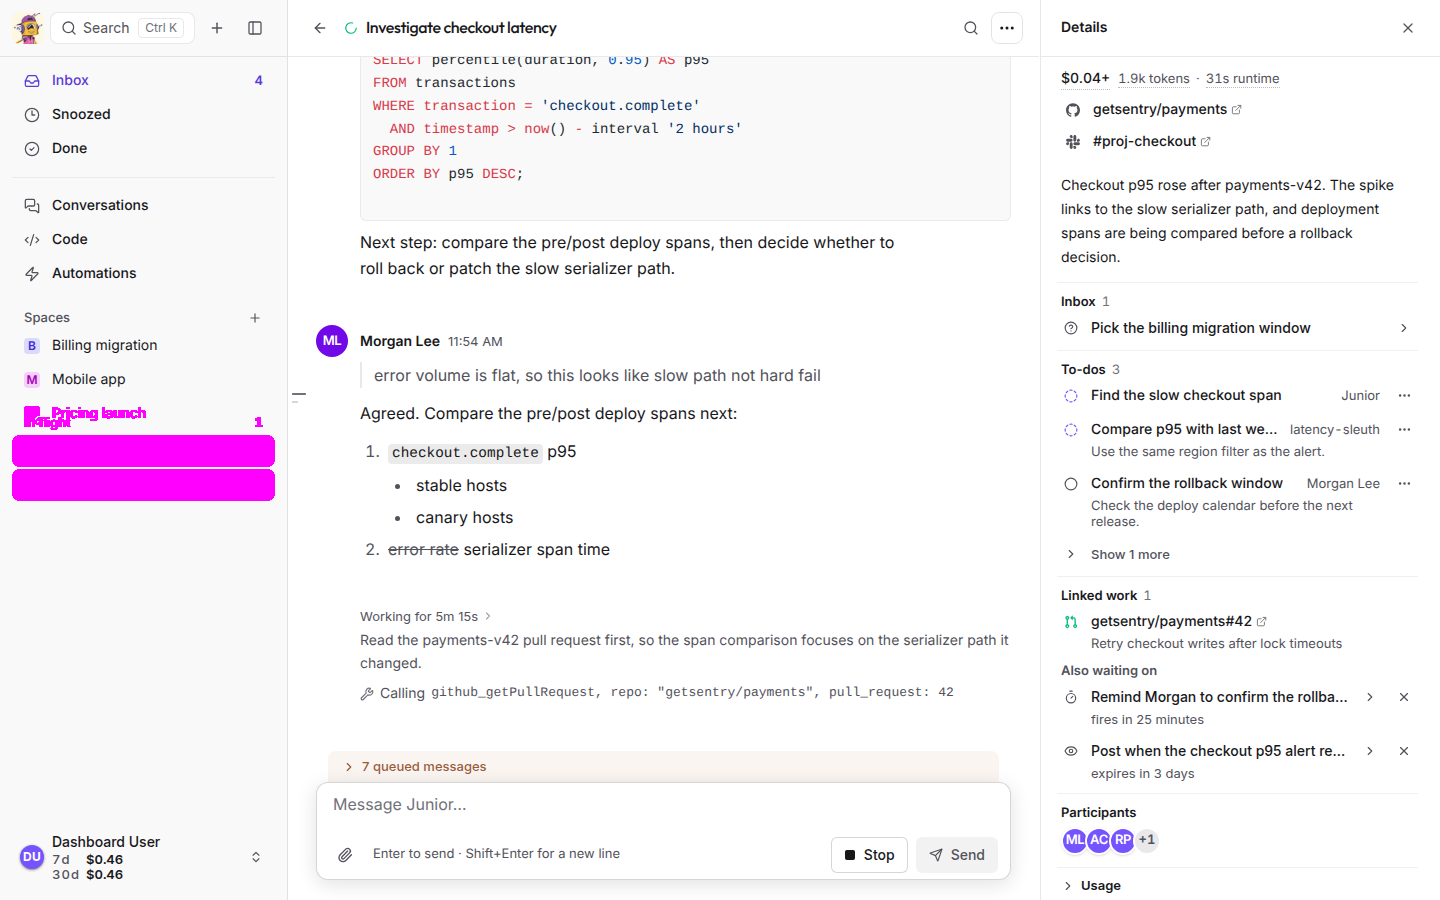 Search Ctrl K
Inbox 4
Snoozed
Done
Conversations
Code
Automations
Spaces
B Billing migration
M Mobile app
Pricing launch
1
DU Dashboard User
7d $0.46
30d $0.46
Investigate checkout latency
SELECT percentile(duration, 0.95) AS p95
FROM transactions
WHERE transaction = 'checkout.complete'
AND timestamp > now() - interval '2 hours'
GROUP BY 1
ORDER BY p95 DESC;
Next step: compare the pre/post deploy spans, then decide whether to
roll back or patch the slow serializer path.
ML Morgan Lee 11:54 AM
error volume is flat, so this looks like slow path not hard fail
Agreed. Compare the pre/post deploy spans next:
1. checkout.complete p95
• stable hosts
• canary hosts
2. error rate serializer span time
Working for 5m 15s
Read the payments-v42 pull request first, so the span comparison focuses on the serializer path it
changed.
Calling github_getPullRequest, repo: "getsentry/payments", pull_request: 42
7 queued messages
Message Junior...
Enter to send · Shift+Enter for a new line
Stop
Send
Details
$0.04+ 1.9k tokens · 31s runtime
getsentry/payments
#proj-checkout
Checkout p95 rose after payments-v42. The spike
links to the slow serializer path, and deployment
spans are being compared before a rollback
decision.
Inbox 1
Pick the billing migration window
To-dos 3
Find the slow checkout span Junior
Compare p95 with last we... latency-sleuth
Use the same region filter as the alert.
Confirm the rollback window Morgan Lee
Check the deploy calendar before the next
release.
Show 1 more
Linked work 1
getsentry/payments#42
Retry checkout writes after lock timeouts
Also waiting on
Remind Morgan to confirm the rollba...
fires in 25 minutes
Post when the checkout p95 alert re...
expires in 3 days
Participants
ML AC RP +1
Usage